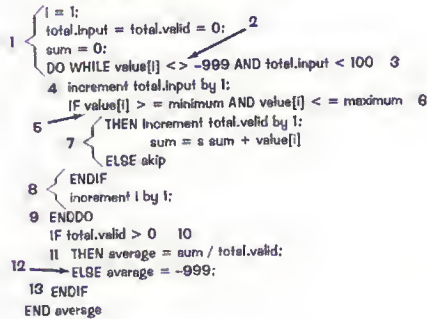 i = 1;
2
total.input = total.valid = 0;
1
sum = 0;
DO WHILE value[i] <> -999 AND total.input < 100 3
4 increment total.input by 1;
IF value[i] > = minimum AND value[i] < = maximum 6
5
THEN increment total.valid by 1;
7
sum = s sum + value[i]
ELSE skip
8
ENDIF
increment i by 1;
9 ENDDO
IF total.valid > 0 10
11 THEN average = sum / total.valid;
12 ELSE average = -999;
13 ENDIF
END average